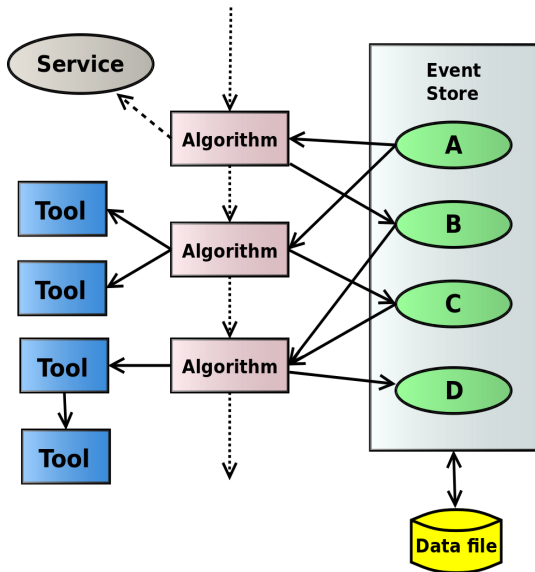 Service
Event
Store
Algorithm
A
Tool
B
Algorithm
Tool
C
Tool
Algorithm
D
Tool
Data file